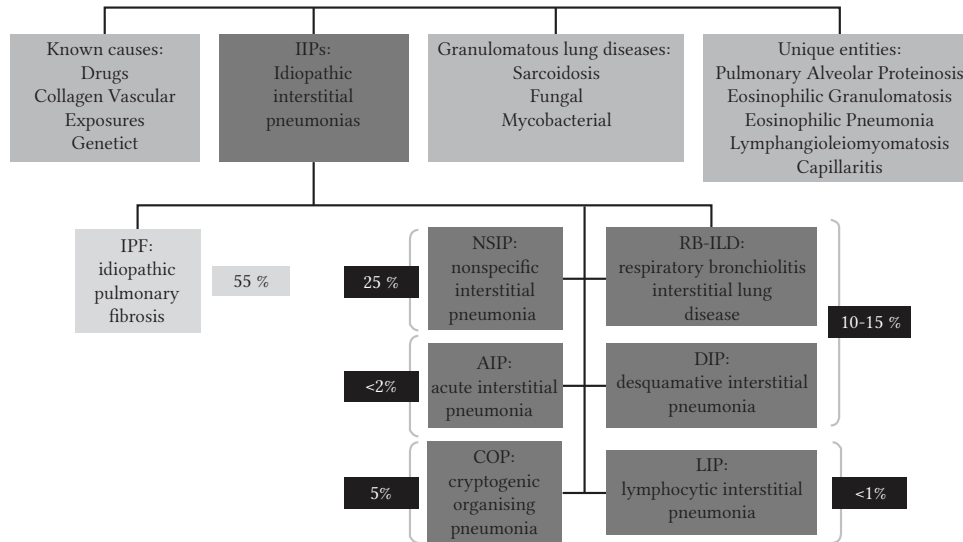 Known causes:
Drugs
Collagen Vascular
Exposures
Genetict
IIPs:
Idiopathic
interstitial
pneumonias
Granulomatous lung diseases:
Sarcoidosis
Fungal
Mycobacterial
Unique entities:
Pulmonary Alveolar Proteinosis
Eosinophilic Granulomatosis
Eosinophilic Pneumonia
Lymphangioleiomyomatosis
Capillaritis
IPF:
idiopathic
pulmonary
fibrosis
55 %
25 %
NSIP:
nonspecific
interstitial
pneumonia
RB-ILD:
respiratory bronchiolitis
interstitial lung
disease
10-15 %
<2%
AIP:
acute interstitial
pneumonia
DIP:
desquamative interstitial
pneumonia
5%
COP:
cryptogenic
organising
pneumonia
LIP:
lymphocytic interstitial
pneumonia
<1%